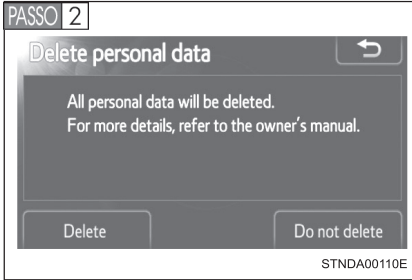 PASSO 2
Delete personal data
All personal data will be deleted.
For more details, refer to the owner's manual.
Delete
Do not delete
STNDA00110E